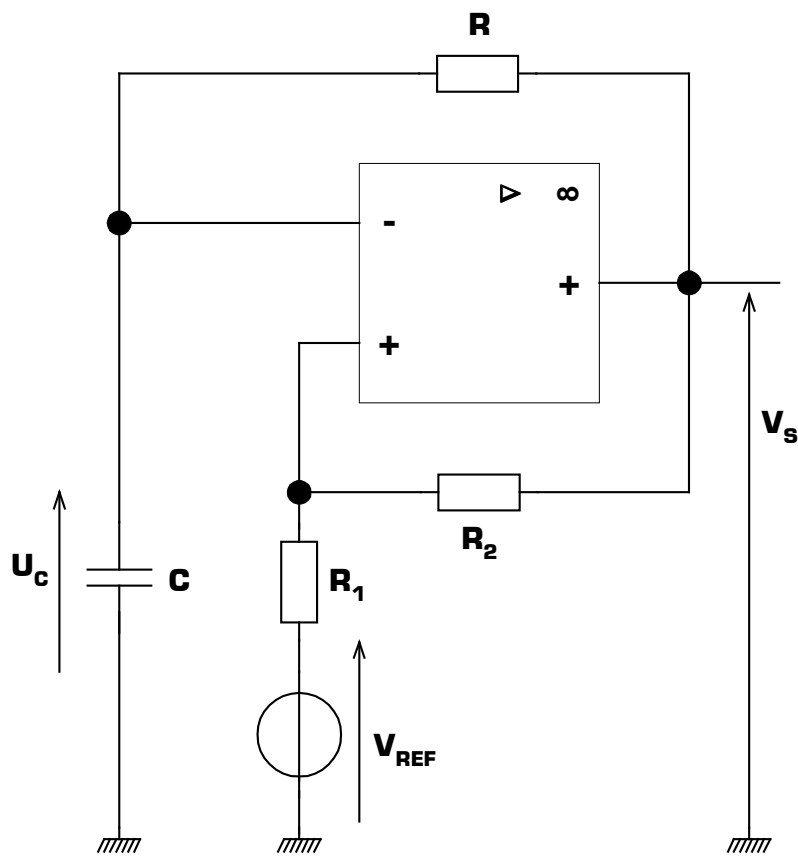 R
▷ ∞
-
+
+
V_S
R_2
U_C
C
R_1
V_REF